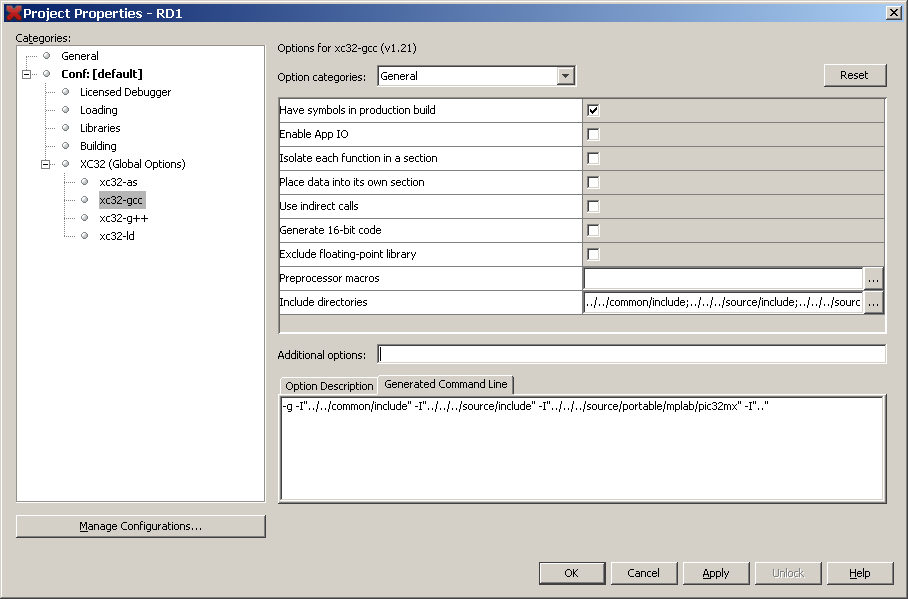 Project Properties - RD1
Categories:
General
Conf: [default]
Licensed Debugger
Loading
Libraries
Building
XC32 (Global Options)
xc32-as
xc32-gcc
xc32-g++
xc32-ld
Manage Configurations...
Options for xc32-gcc (v1.21)
Option categories: General Reset
Have symbols in production build
Enable App IO
Isolate each function in a section
Place data into its own section
Use indirect calls
Generate 16-bit code
Exclude floating-point library
Preprocessor macros ...
Include directories ../../common/include;../../../source/include;../../../sourc ...
Additional options:
Option Description Generated Command Line
-g -I"../../common/include" -I"../../../source/include" -I"../../../source/portable/mplab/pic32mx" -I".."
OK Cancel Apply Unlock Help